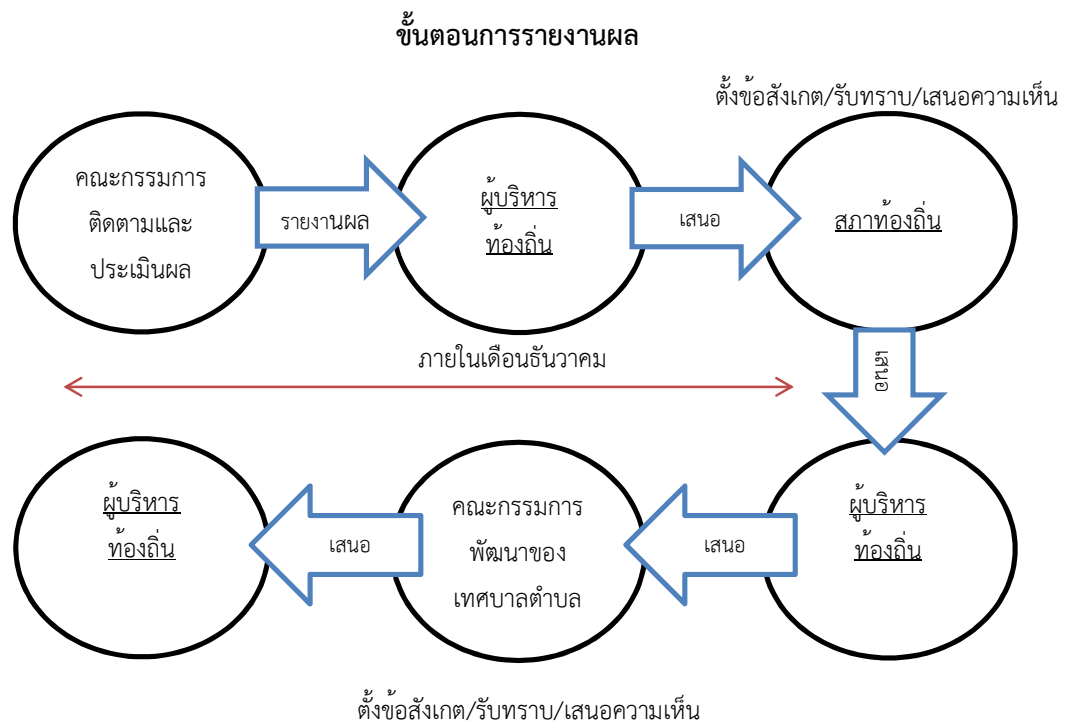 ขั้นตอนการรายงานผล
ตั้งข้อสังเกต/รับทราบ/เสนอความเห็น
คณะกรรมการ
ติดตามและ
ประเมินผล
รายงานผล
ผู้บริหาร
ท้องถิ่น
เสนอ
สภาท้องถิ่น
ภายในเดือนธันวาคม
เสนอ
ผู้บริหาร
ท้องถิ่น
เสนอ
คณะกรรมการ
พัฒนาของ
เทศบาลตำบล
เสนอ
ผู้บริหาร
ท้องถิ่น
ตั้งข้อสังเกต/รับทราบ/เสนอความเห็น